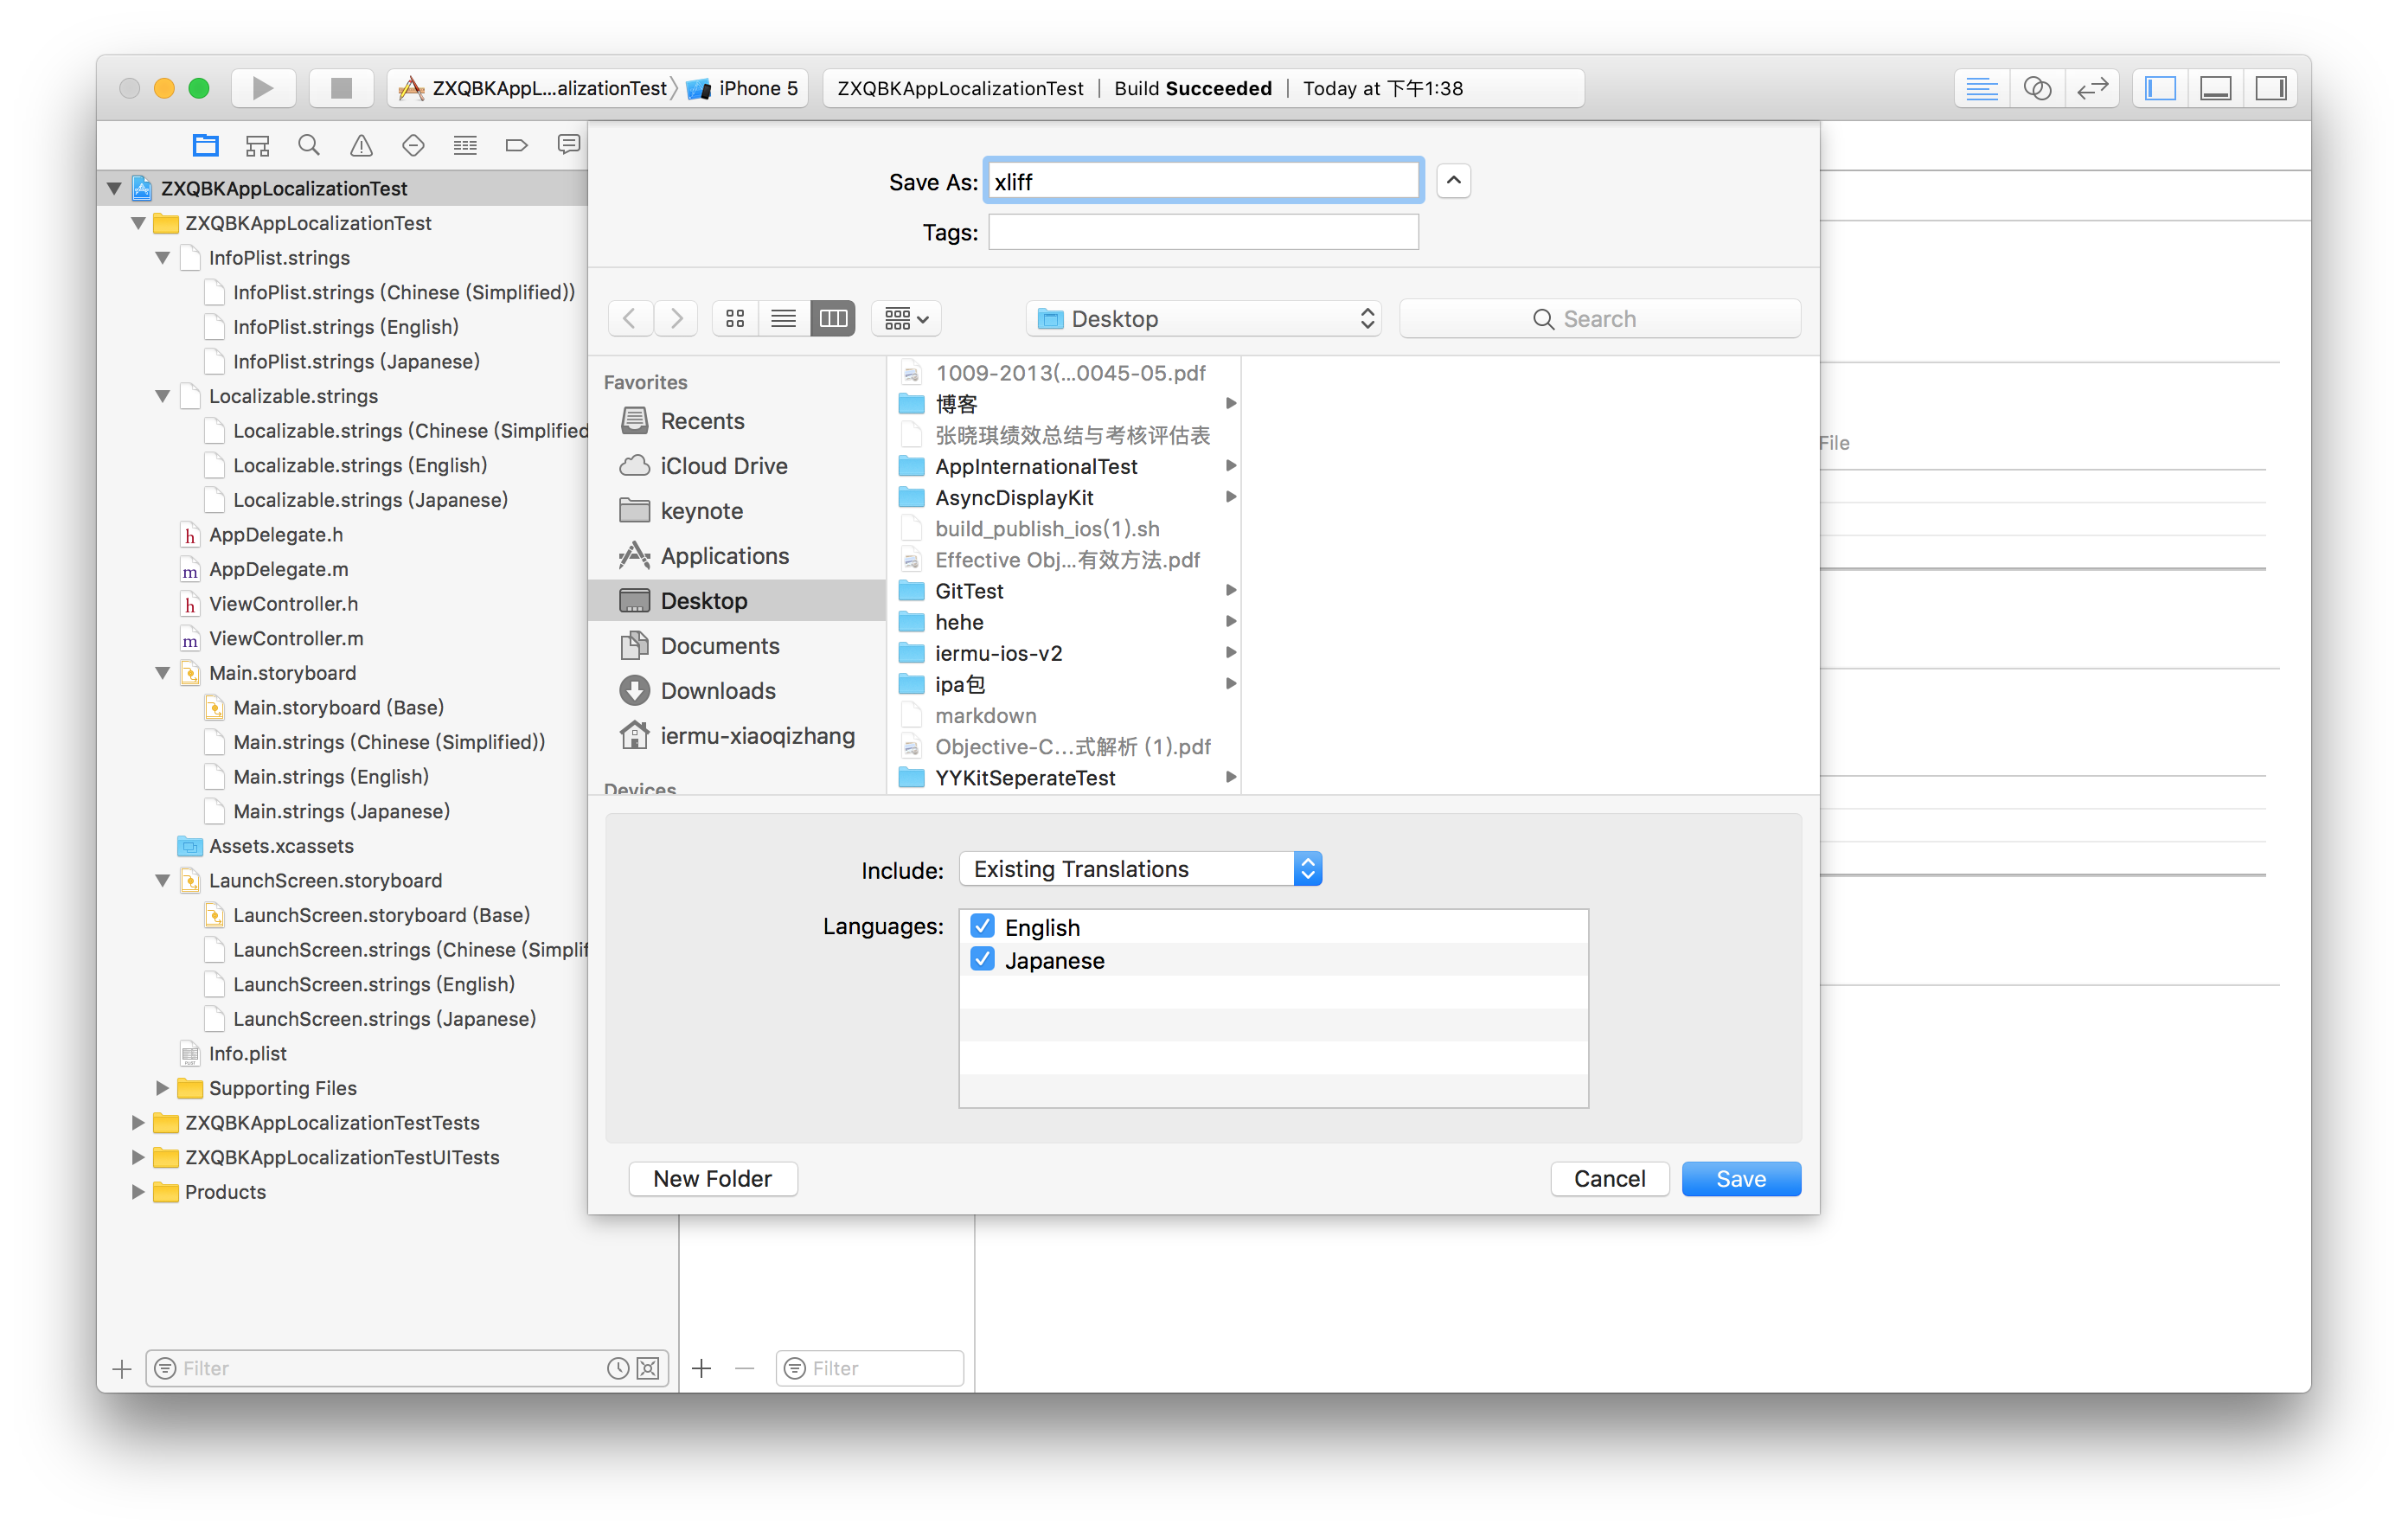 ZXQBKAppL...alizationTest
iPhone 5
ZXQBKAppLocalizationTest | Build Succeeded | Today at 下午1:38
ZXQBKAppLocalizationTest
ZXQBKAppLocalizationTest
InfoPlist.strings
InfoPlist.strings (Chinese (Simplified))
InfoPlist.strings (English)
InfoPlist.strings (Japanese)
Localizable.strings
Localizable.strings (Chinese (Simplified
Localizable.strings (English)
Localizable.strings (Japanese)
h AppDelegate.h
m AppDelegate.m
h ViewController.h
m ViewController.m
Main.storyboard
Main.storyboard (Base)
Main.strings (Chinese (Simplified))
Main.strings (English)
Main.strings (Japanese)
Assets.xcassets
LaunchScreen.storyboard
LaunchScreen.storyboard (Base)
LaunchScreen.strings (Chinese (Simplif
LaunchScreen.strings (English)
LaunchScreen.strings (Japanese)
Info.plist
Supporting Files
ZXQBKAppLocalizationTestTests
ZXQBKAppLocalizationTestUITests
Products
Filter
Filter
Save As: xliff
Tags:
Desktop
Search
Favorites
Recents
iCloud Drive
keynote
Applications
Desktop
Documents
Downloads
iermu-xiaoqizhang
Devices
1009-2013(...0045-05.pdf
博客
张晓琪绩效总结与考核评估表
AppInternationalTest
AsyncDisplayKit
build_publish_ios(1).sh
Effective Obj...有效方法.pdf
GitTest
hehe
iermu-ios-v2
ipa包
markdown
Objective-C...式解析 (1).pdf
YYKitSeperateTest
Include: Existing Translations
Languages:
English
Japanese
New Folder
Cancel
Save
File